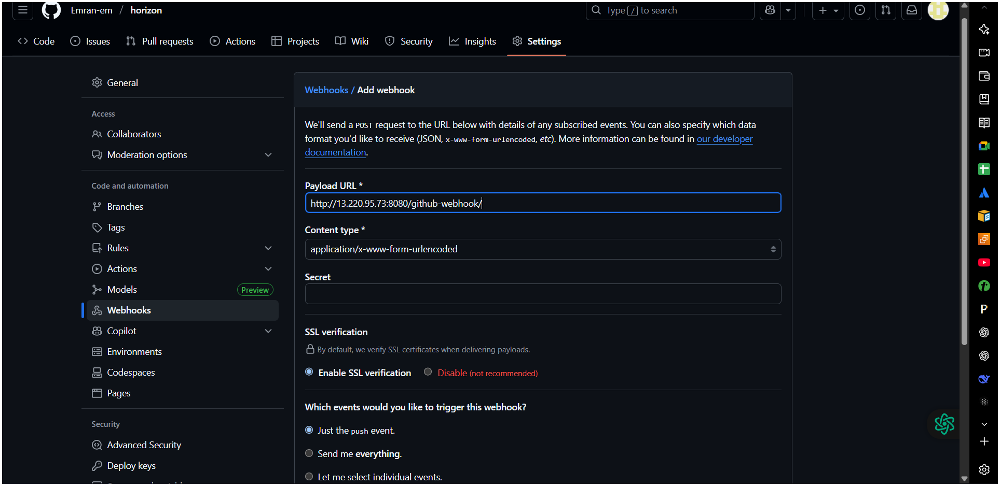 Emran-em / horizon
Type / to search
Code
Issues
Pull requests
Actions
Projects
Wiki
Security
Insights
Settings
General
Access
Collaborators
Moderation options
Code and automation
Branches
Tags
Rules
Actions
Models Preview
Webhooks
Copilot
Environments
Codespaces
Pages
Security
Advanced Security
Deploy keys
Webhooks / Add webhook
We'll send a POST request to the URL below with details of any subscribed events. You can also specify which data
format you'd like to receive (JSON, x-www-form-urlencoded, etc). More information can be found in our developer
documentation.
Payload URL *
http://13.220.95.73:8080/github-webhook/
Content type *
application/x-www-form-urlencoded
Secret
SSL verification
By default, we verify SSL certificates when delivering payloads.
Enable SSL verification Disable (not recommended)
Which events would you like to trigger this webhook?
Just the push event.
Send me everything.
Let me select individual events.
P